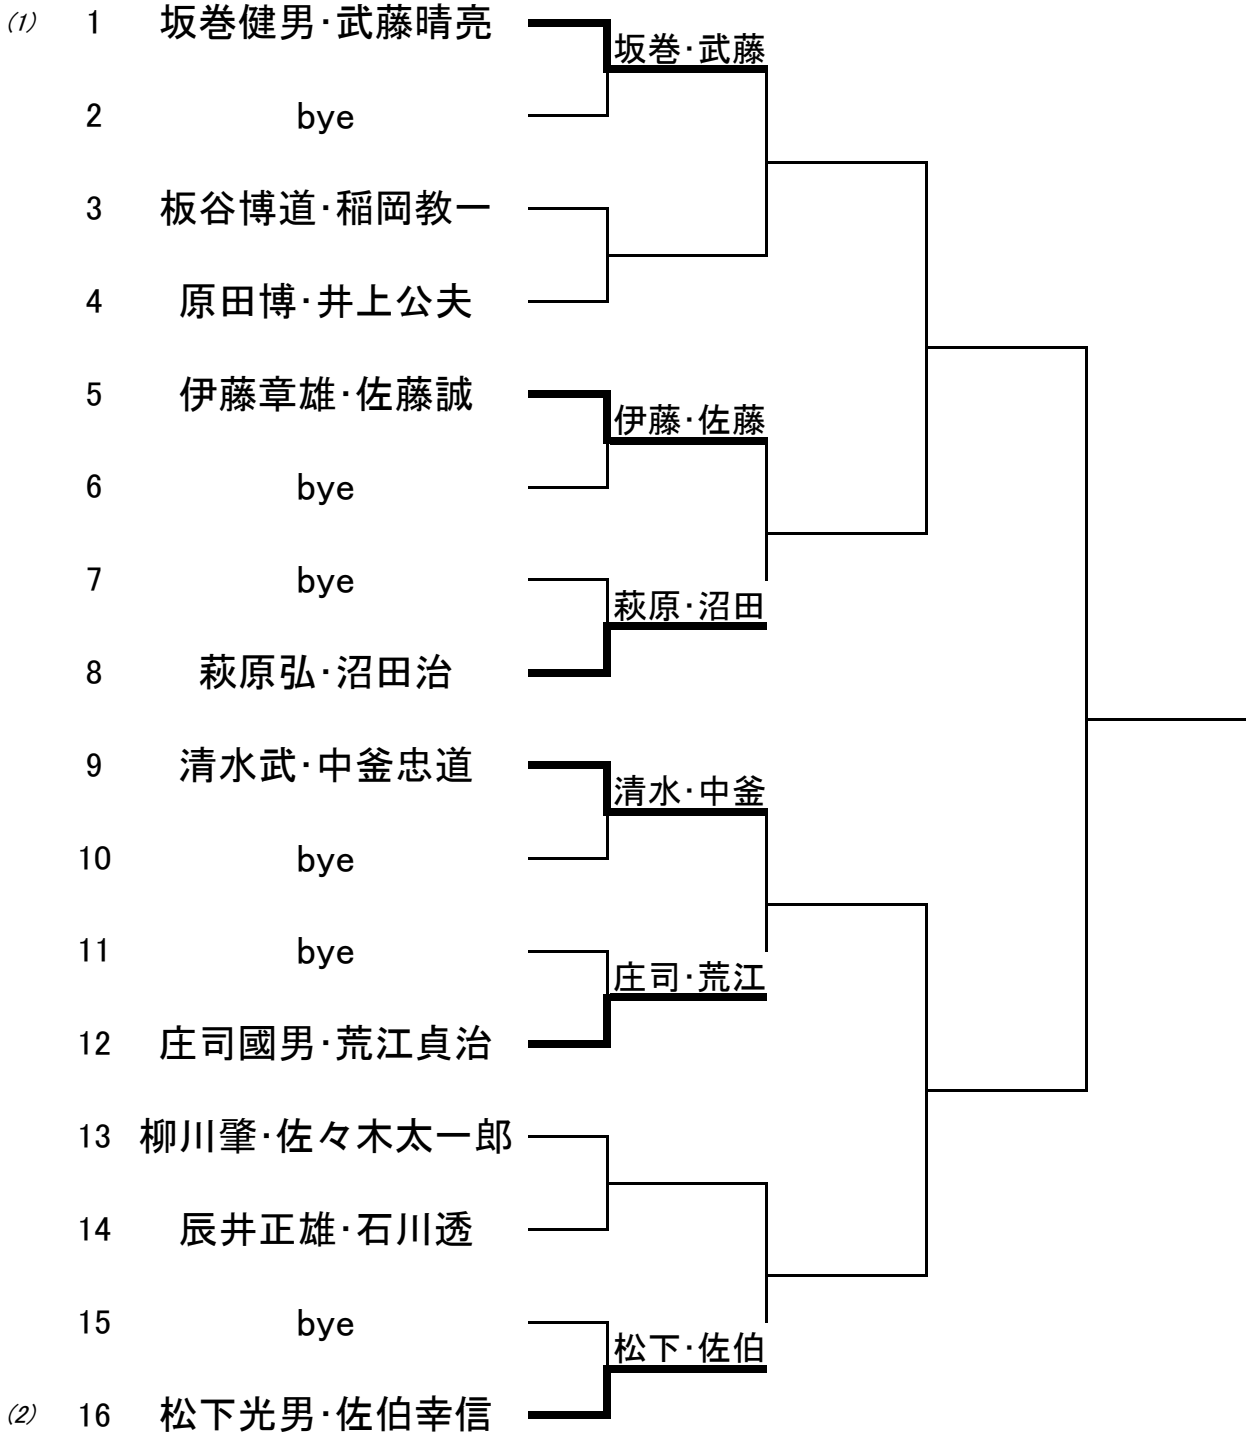 (1) 1 坂巻健男・武藤晴亮
坂巻・武藤
2 bye
3 板谷博道・稲岡教一
4 原田博・井上公夫
5 伊藤章雄・佐藤誠
伊藤・佐藤
6 bye
7 bye
萩原・沼田
8 萩原弘・沼田治
9 清水武・中釜忠道
清水・中釜
10 bye
11 bye
庄司・荒江
12 庄司國男・荒江貞治
13 柳川肇・佐々木太一郎
14 辰井正雄・石川透
15 bye
松下・佐伯
(2) 16 松下光男・佐伯幸信